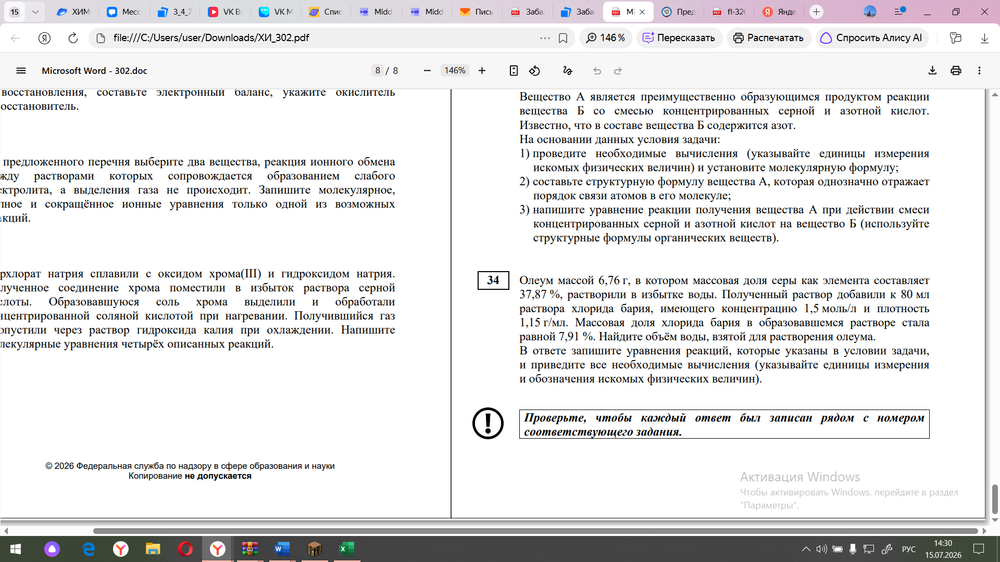 15
ХИМ
Месс
3_4_7
VK Ви
VK М
Спис
Midd
Midd
Пись
Заба
Заба
Mi
Пред
fl-326
Янде
file:///C:/Users/user/Downloads/ХИ_302.pdf
146 %
Пересказать
Распечатать
Спросить Алису AI
Microsoft Word - 302.doc
8 / 8
146%
восстановления, составьте электронный баланс, укажите окислитель
осстановитель.
предложенного перечня выберите два вещества, реакция ионного обмена
жду растворами которых сопровождается образованием слабого
ектролита, а выделения газа не происходит. Запишите молекулярное,
лное и сокращённое ионные уравнения только одной из возможных
акций.
рхлорат натрия сплавили с оксидом хрома(III) и гидроксидом натрия.
лученное соединение хрома поместили в избыток раствора серной
слоты. Образовавшуюся соль хрома выделили и обработали
нцентрированной соляной кислотой при нагревании. Получившийся газ
опустили через раствор гидроксида калия при охлаждении. Напишите
лекулярные уравнения четырёх описанных реакций.
© 2026 Федеральная служба по надзору в сфере образования и науки
Копирование не допускается
Вещество А является преимущественно образующимся продуктом реакции
вещества Б со смесью концентрированных серной и азотной кислот.
Известно, что в составе вещества Б содержится азот.
На основании данных условия задачи:
1) проведите необходимые вычисления (указывайте единицы измерения
искомых физических величин) и установите молекулярную формулу;
2) составьте структурную формулу вещества А, которая однозначно отражает
порядок связи атомов в его молекуле;
3) напишите уравнение реакции получения вещества А при действии смеси
концентрированных серной и азотной кислот на вещество Б (используйте
структурные формулы органических веществ).
34
Олеум массой 6,76 г, в котором массовая доля серы как элемента составляет
37,87 %, растворили в избытке воды. Полученный раствор добавили к 80 мл
раствора хлорида бария, имеющего концентрацию 1,5 моль/л и плотность
1,15 г/мл. Массовая доля хлорида бария в образовавшемся растворе стала
равной 7,91 %. Найдите объём воды, взятой для растворения олеума.
В ответе запишите уравнения реакций, которые указаны в условии задачи,
и приведите все необходимые вычисления (указывайте единицы измерения
и обозначения искомых физических величин).
Проверьте, чтобы каждый ответ был записан рядом с номером
соответствующего задания.
Активация Windows
Чтобы активировать Windows, перейдите в раздел
"Параметры".
РУС
14:30
15.07.2026